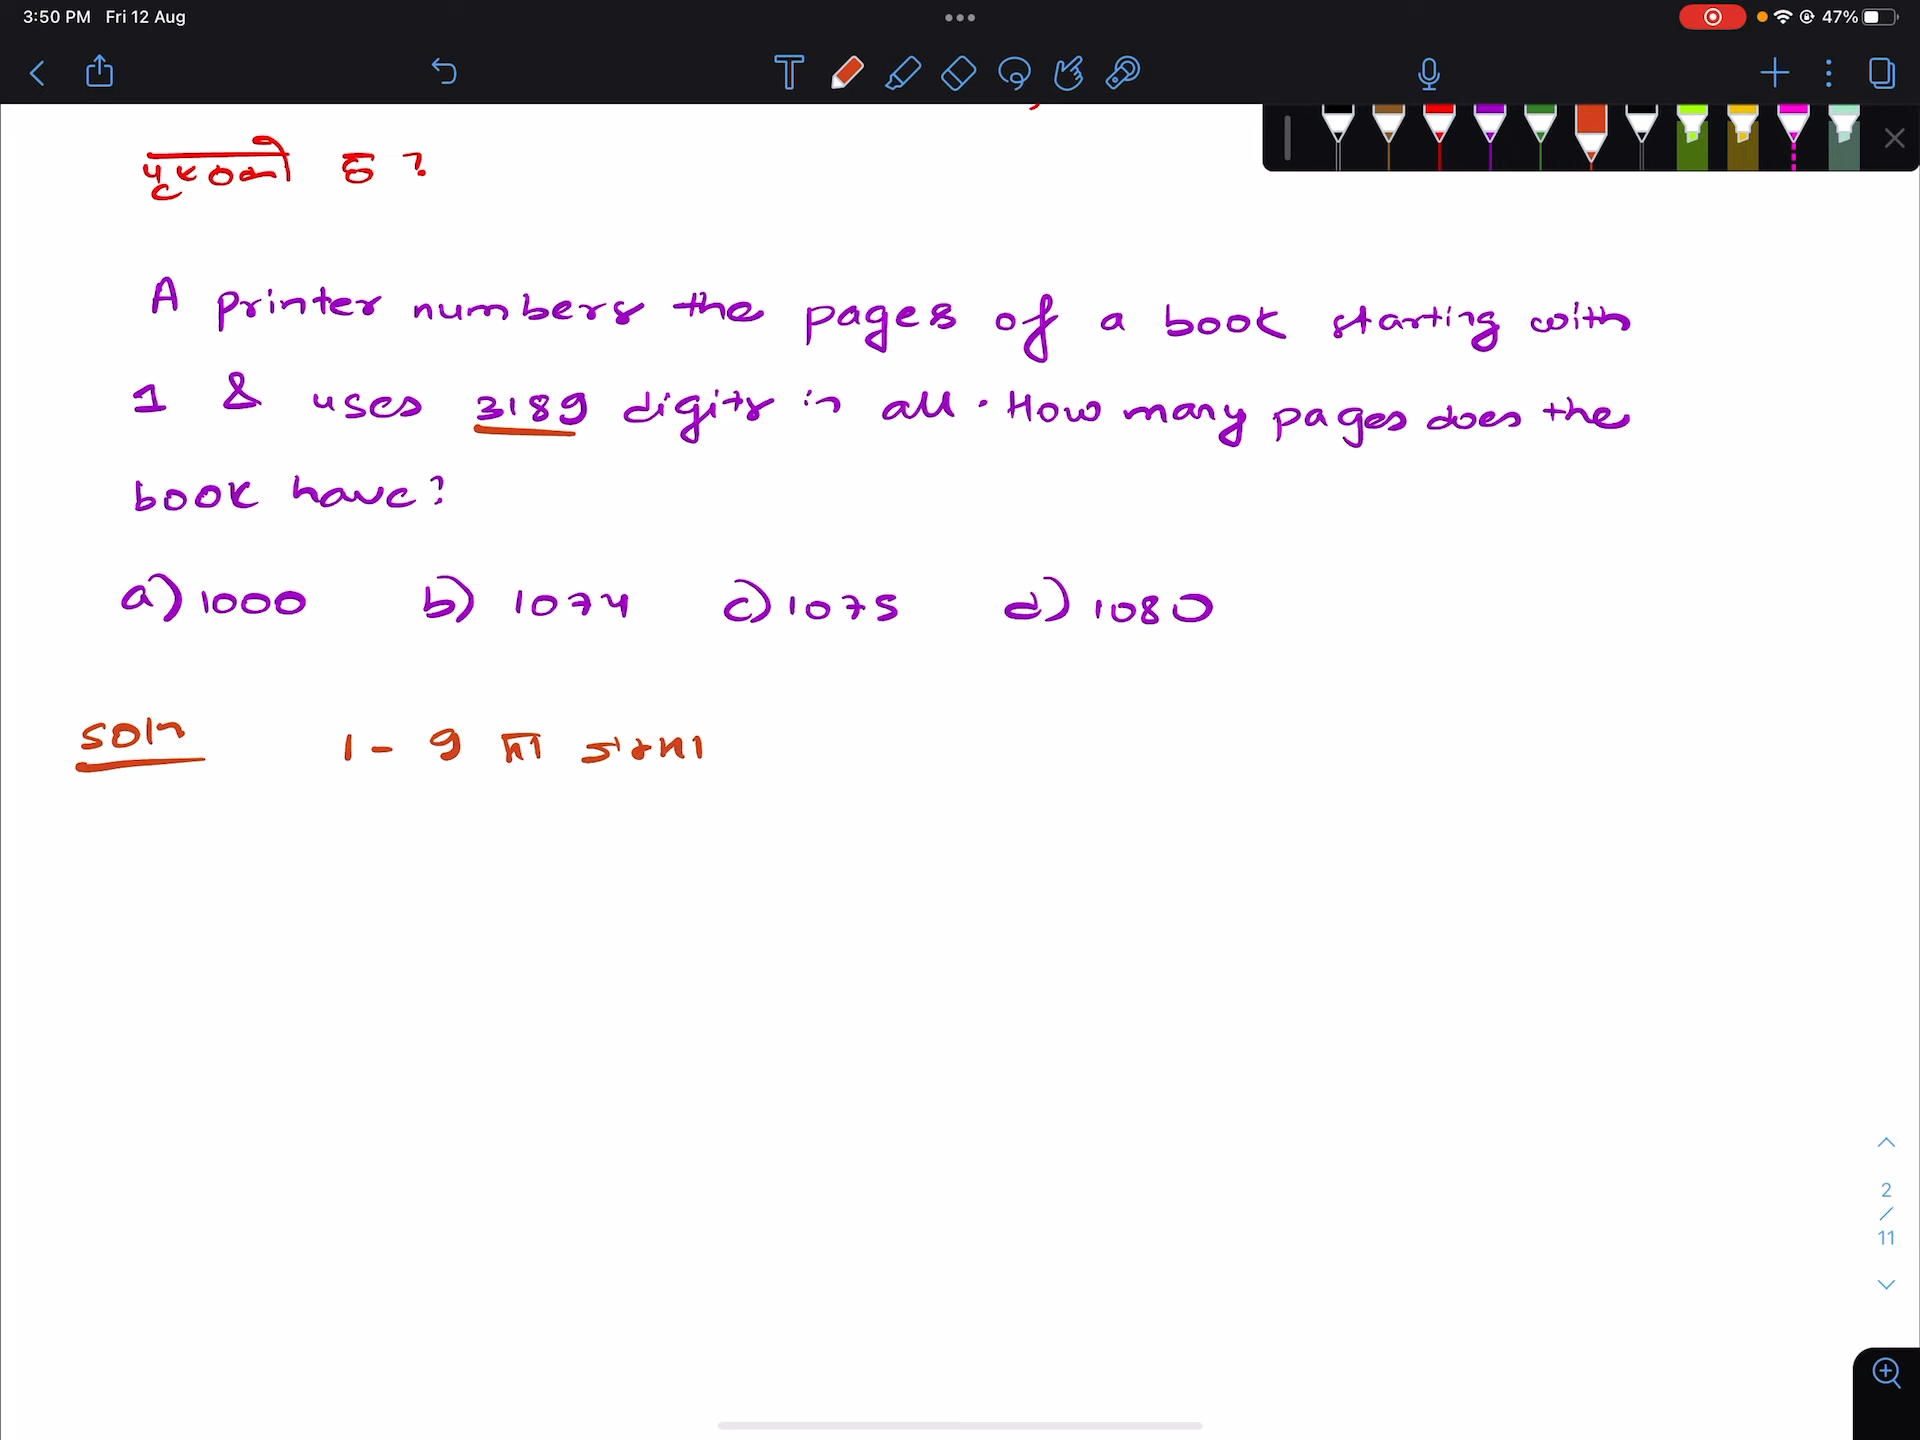 3:50 PM Fri 12 Aug
47%
A printer numbers the pages of a book starting with
1 & uses 3189 digits in all. How many pages does the
book have?
a) 1000 b) 1074 c) 1075 d) 1080
soln 1 - 9
2
/
11